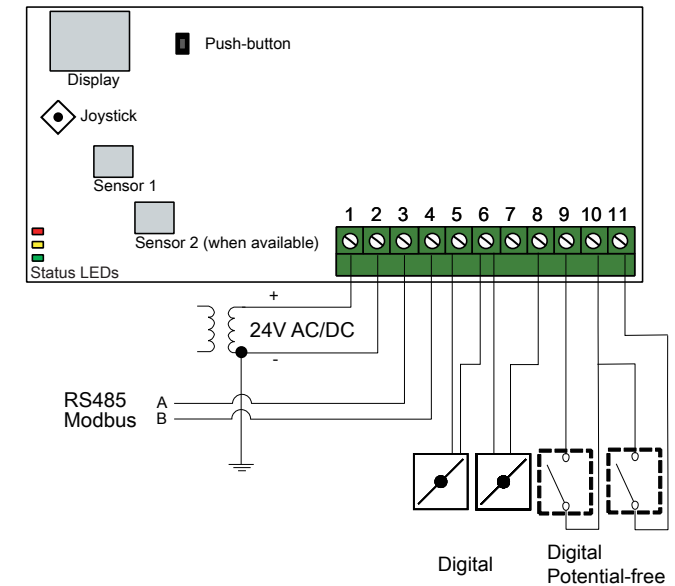 Push-button
Display
Joystick
Sensor 1
Sensor 2 (when available)
Status LEDs
1 2 3 4 5 6 7 8 9 10 11
+
24V AC/DC
-
RS485 A
Modbus B
Digital
Digital
Potential-free